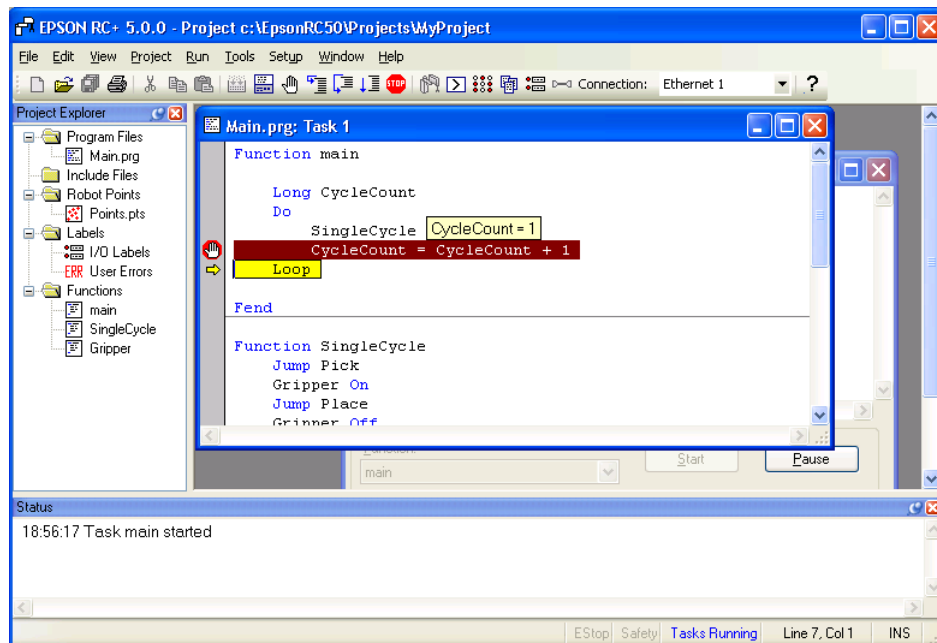 EPSON RC+ 5.0.0 - Project c:\EpsonRC50\Projects\MyProject
File Edit View Project Run Tools Setup Window Help
STOP Connection: Ethernet 1 ?
Project Explorer
Program Files
Main.prg
Include Files
Robot Points
Points.pts
Labels
I/O Labels
ERR User Errors
Functions
main
SingleCycle
Gripper
Main.prg: Task 1
Function main
Long CycleCount
Do
SingleCycle CycleCount = 1
CycleCount = CycleCount + 1
Loop
Fend
Function SingleCycle
Jump Pick
Gripper On
Jump Place
Gripper Off
Function:
main
Start
Pause
Status
18:56:17 Task main started
EStop Safety Tasks Running Line 7, Col 1 INS